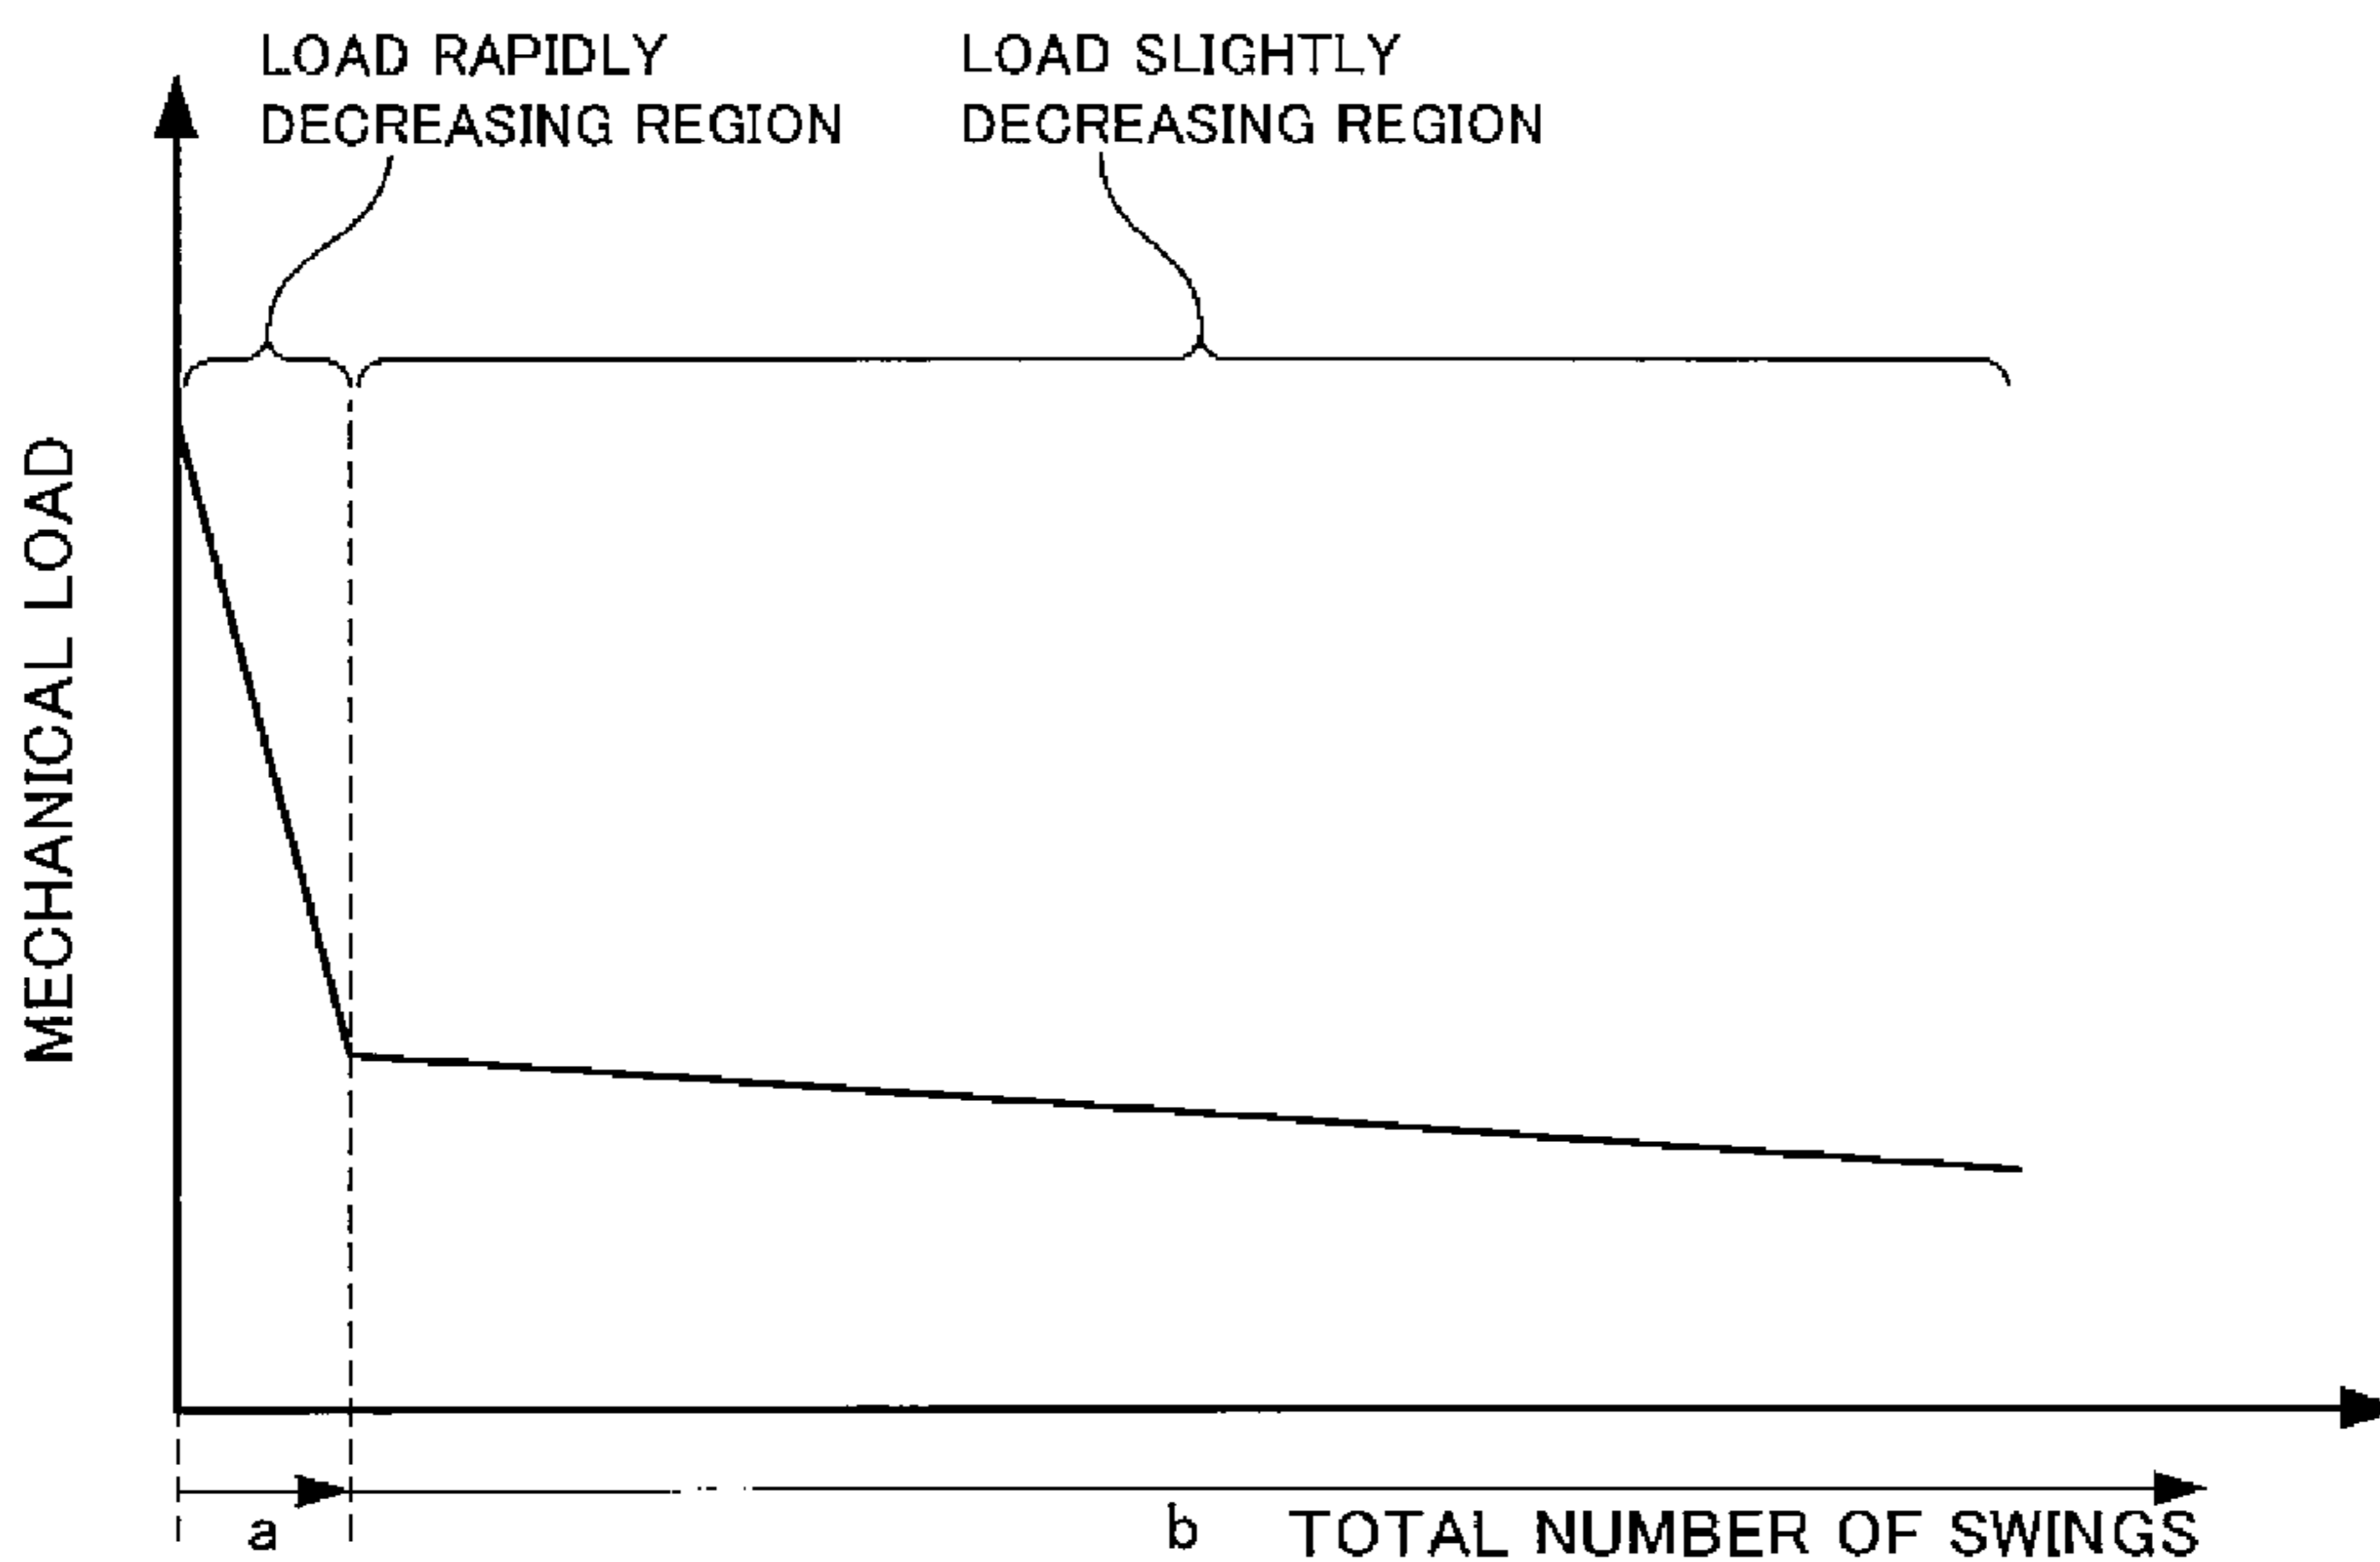 LOAD RAPIDLY
DECREASING REGION
LOAD SLIGHTLY
DECREASING REGION
MECHANICAL LOAD
a
b
TOTAL NUMBER OF SWINGS